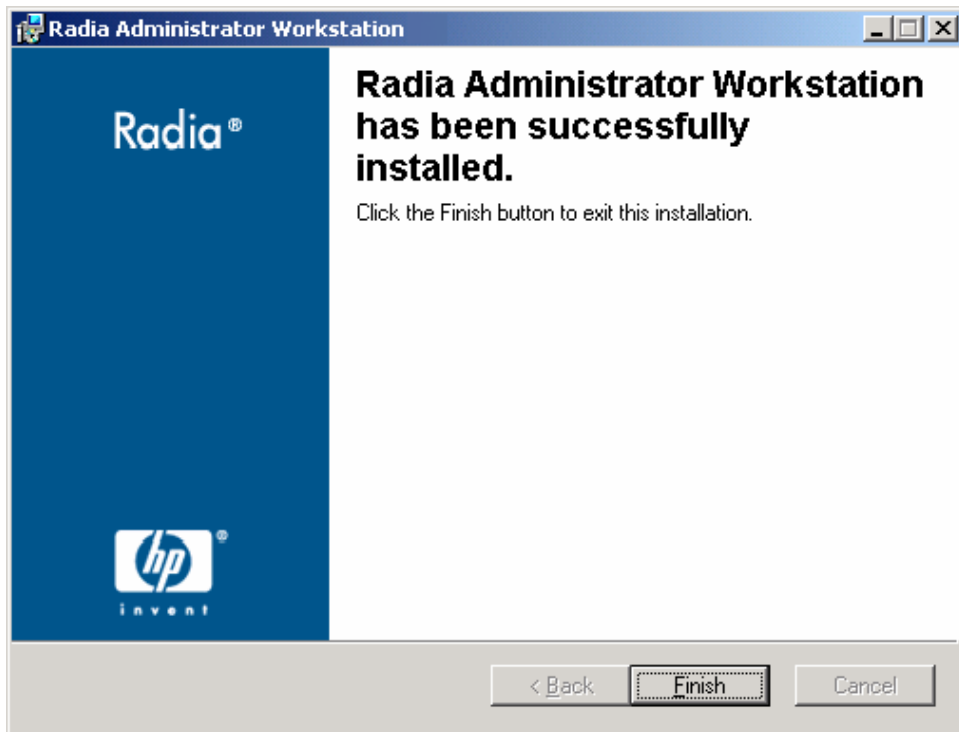 Radia Administrator Workstation
Radia®
Radia Administrator Workstation
has been successfully
installed.
Click the Finish button to exit this installation.
hp®
invent
< Back
Finish
Cancel